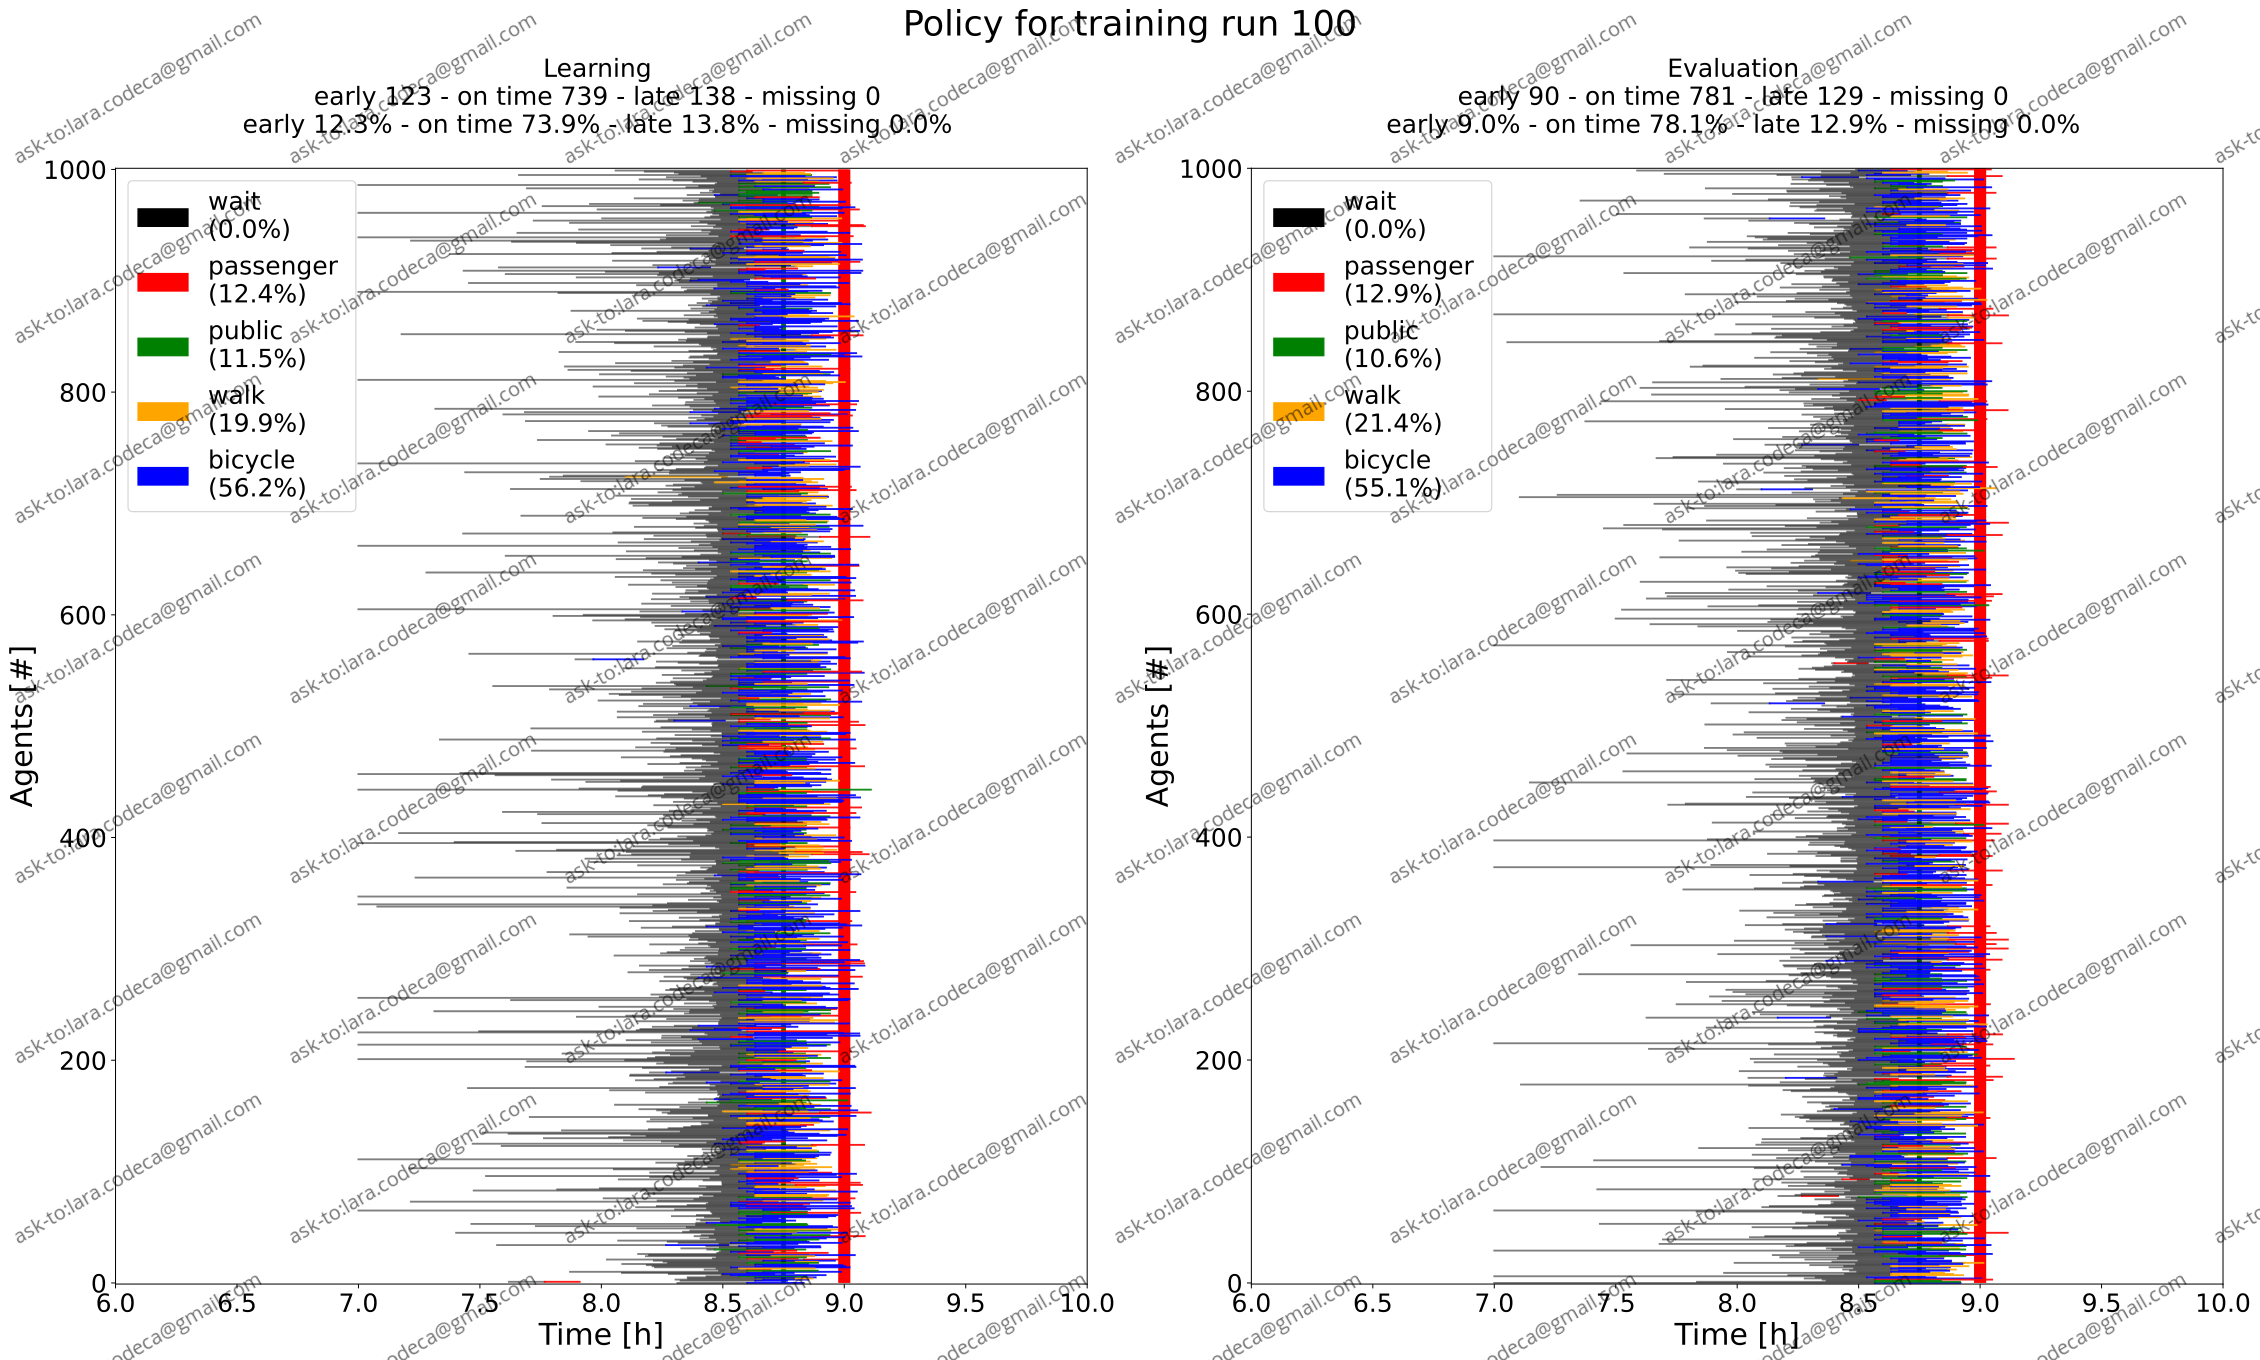 Policy for training run 100
Learning
early 123 - on time 739 - late 138 - missing 0
early 12.3% - on time 73.9% - late 13.8% - missing 0.0%
1000
800
600
400
200
0
Agents [#]
wait
(0.0%)
passenger
(12.4%)
public
(11.5%)
walk
(19.9%)
bicycle
(56.2%)
6.0 6.5 7.0 7.5 8.0 8.5 9.0 9.5 10.0
Time [h]
Evaluation
early 90 - on time 781 - late 129 - missing 0
early 9.0% - on time 78.1% - late 12.9% - missing 0.0%
1000
800
600
400
200
0
Agents [#]
wait
(0.0%)
passenger
(12.9%)
public
(10.6%)
walk
(21.4%)
bicycle
(55.1%)
6.0 6.5 7.0 7.5 8.0 8.5 9.0 9.5 10.0
Time [h]
ask-to:lara.codeca@gmail.com